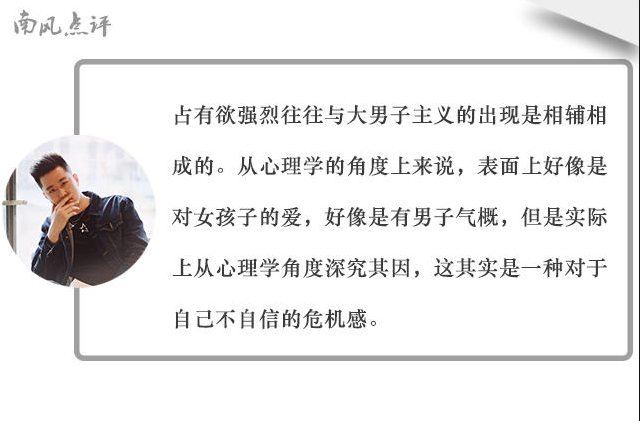 南风点评
占有欲强烈往往与大男子主义的出现是相辅相
成的。从心理学的角度上来说，表面上好像是
对女孩子的爱，好像是有男子气概，但是实际
上从心理学角度深究其因，这其实是一种对于
自己不自信的危机感。